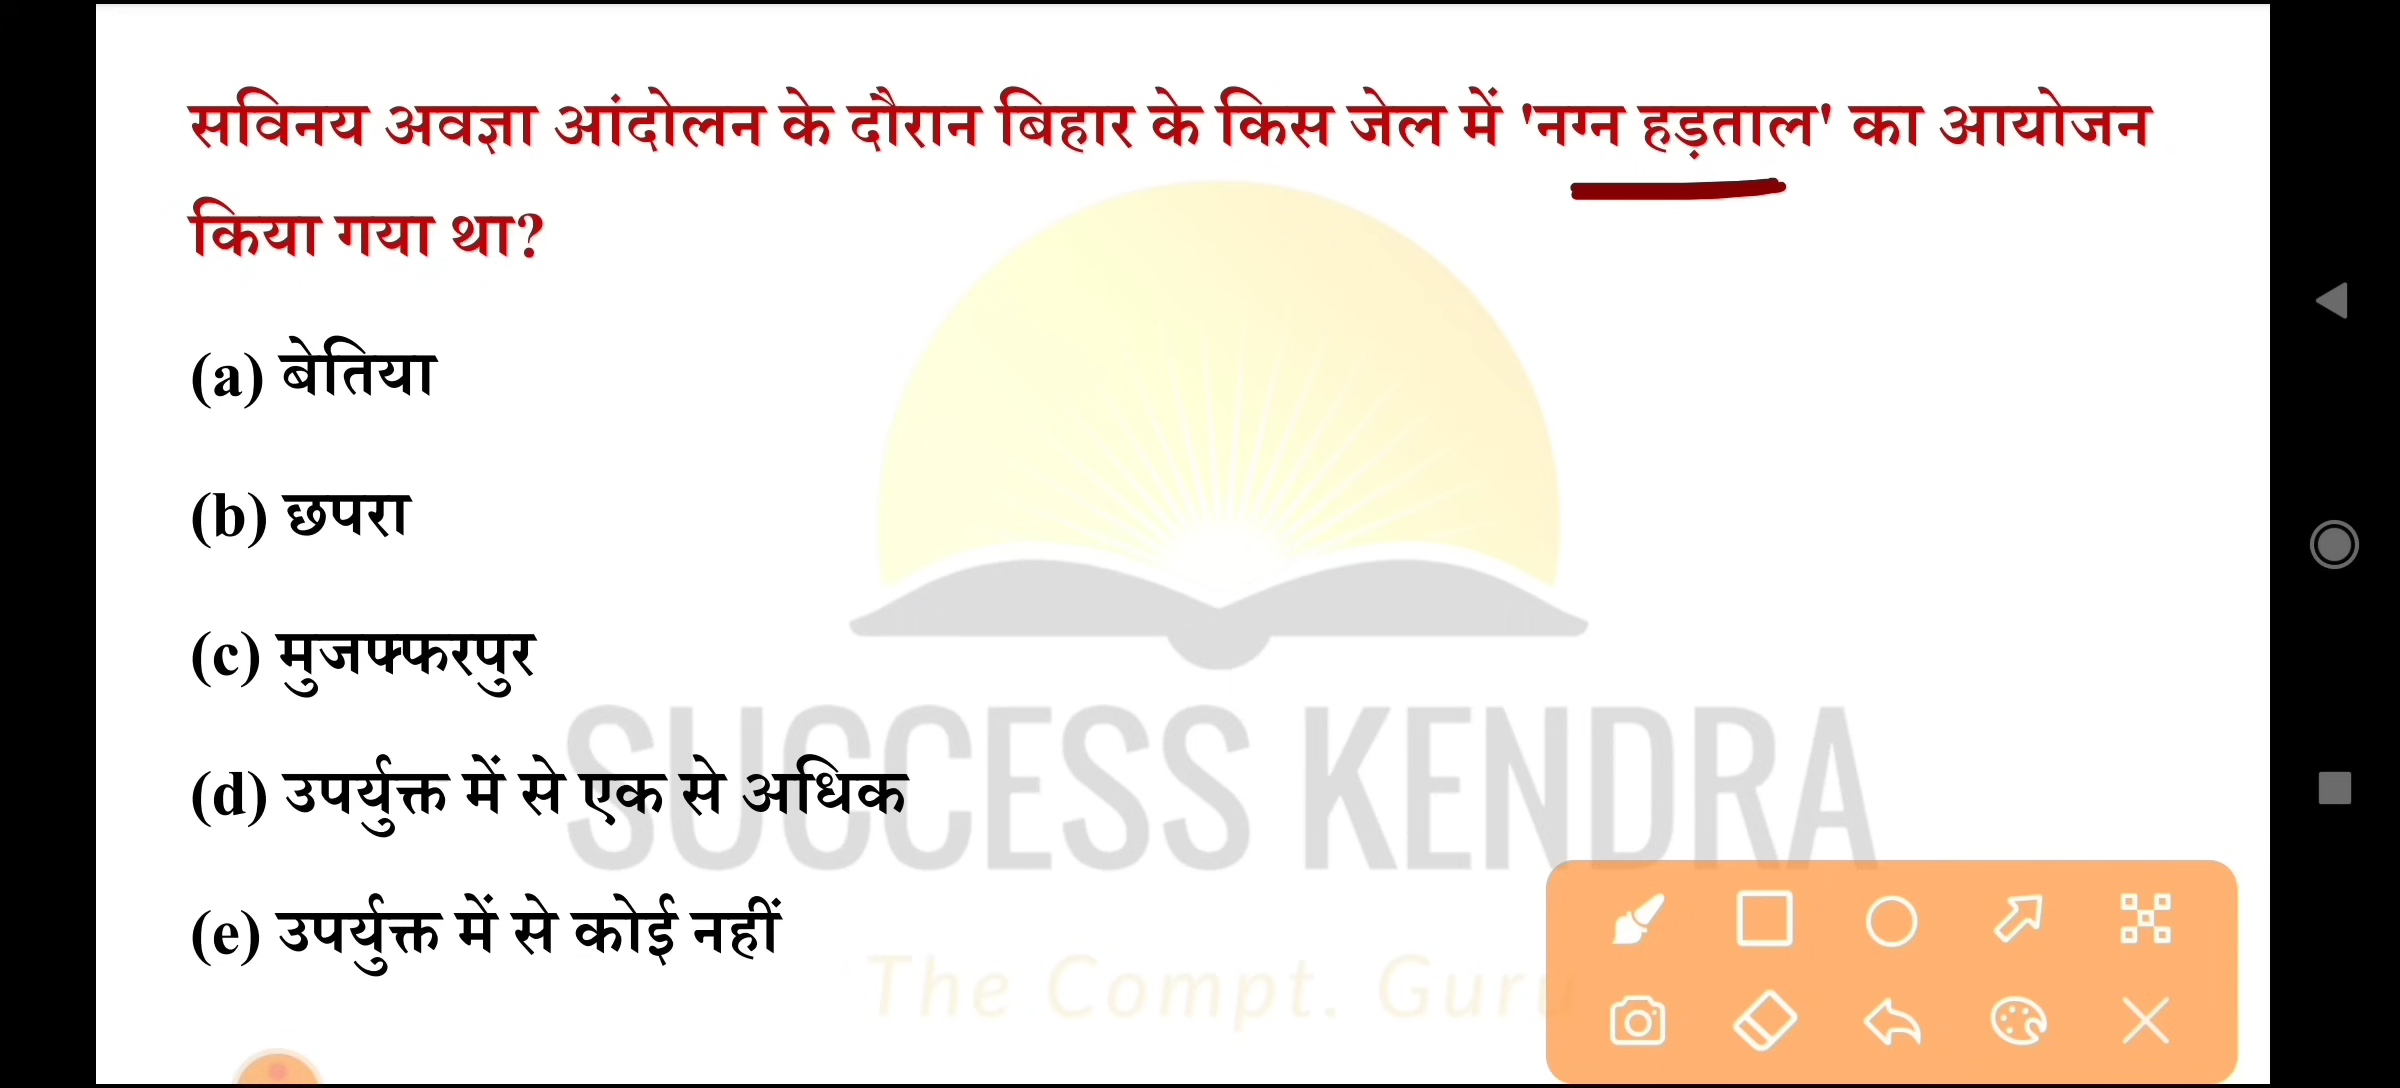 सविनय अवज्ञा आंदोलन के दौरान बिहार के किस जेल में 'नग्न हड़ताल' का आयोजन
किया गया था?
(a) बेतिया
(b) छपरा
(c) मुजफ्फरपुर
(d) उपर्युक्त में से एक से अधिक
(e) उपर्युक्त में से कोई नहीं
SUCCESS KENDRA
The Compt. Guru